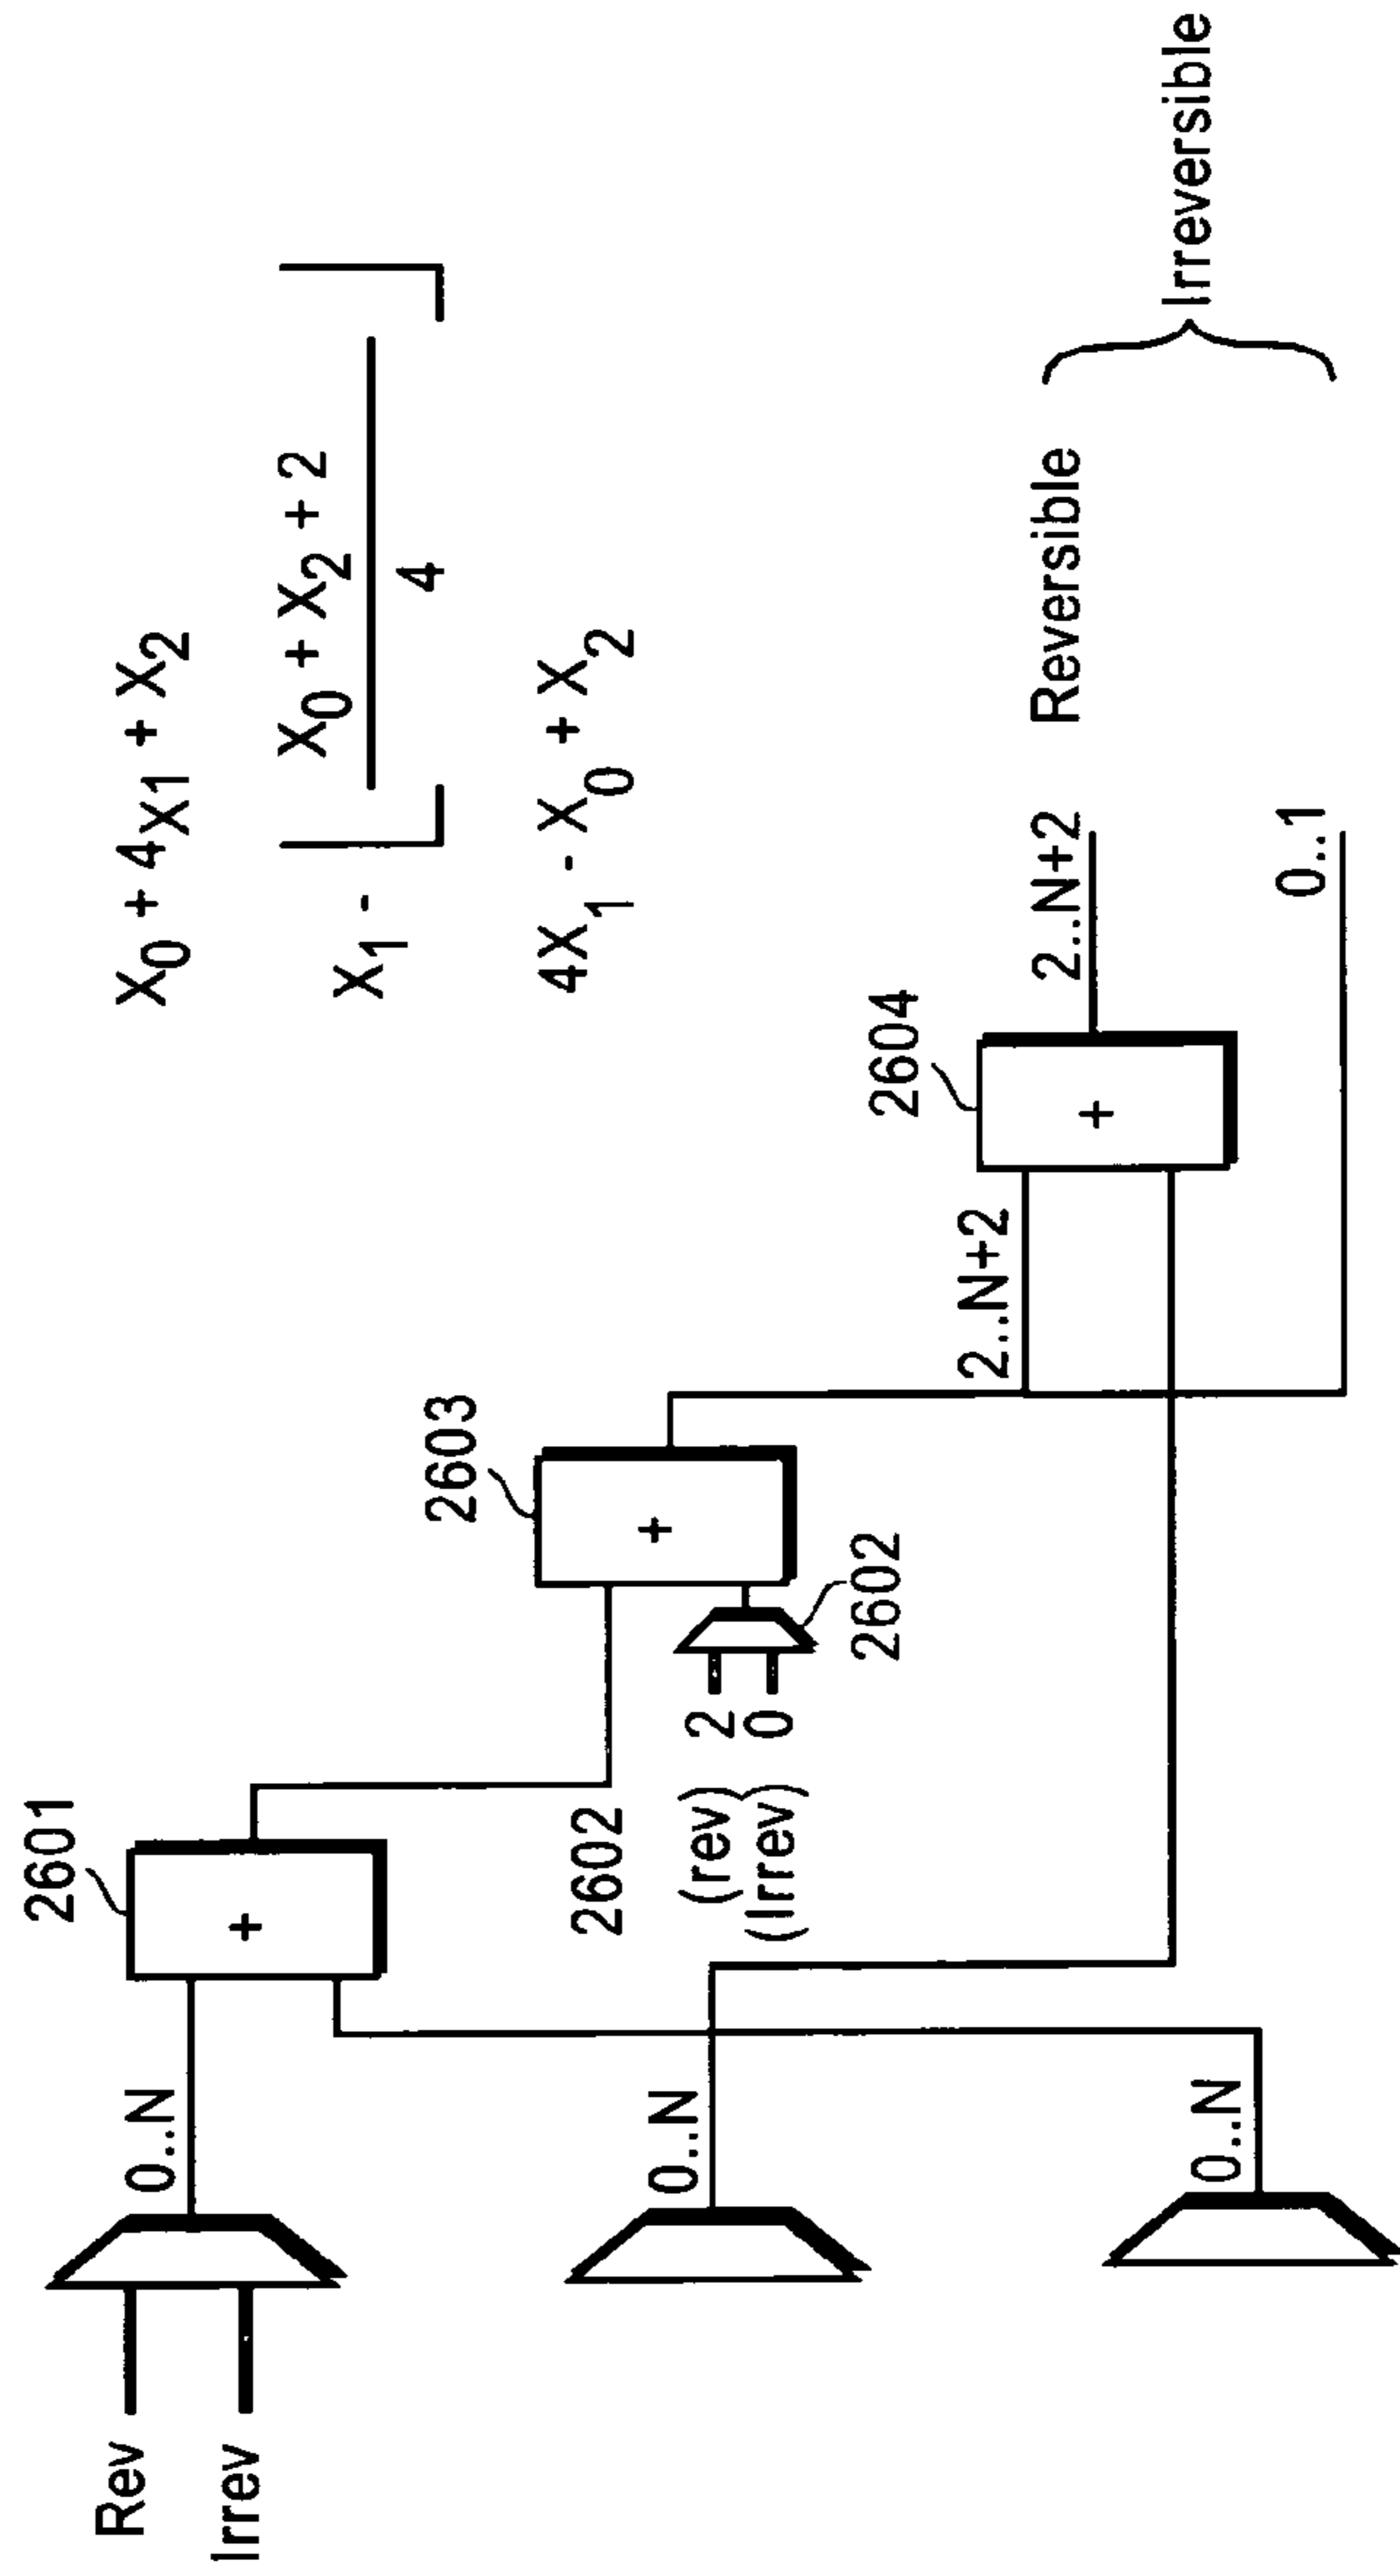 X0 + 4x1 + X2
X1 - ⌊ X0 + X2 + 2
4 ⌋
4X1 - X0 + X2
2601
2603
2604
Rev
Irrev
0..N
+
2602
+
(rev) 2
(Irrev) 0
2602
0..N
2..N+2
+
2..N+2
Reversible
Irreversible
0..N
0..1